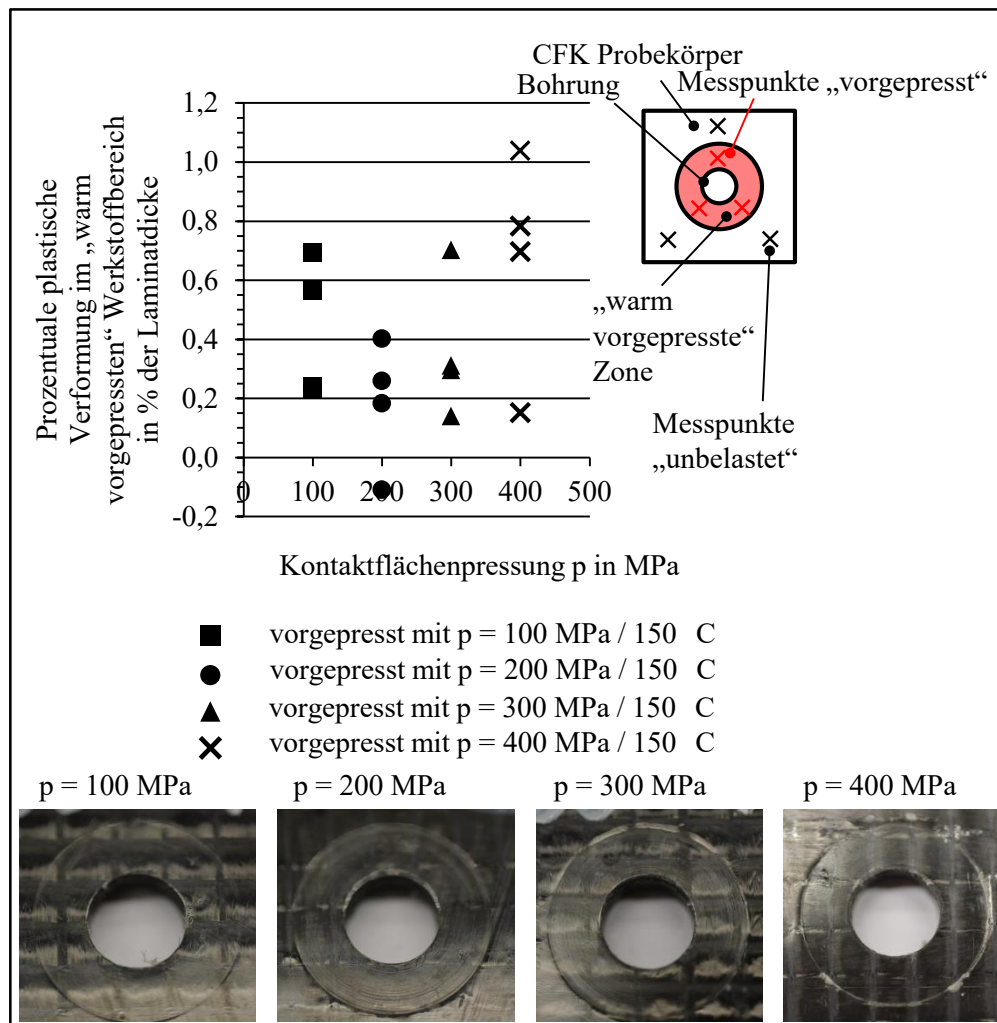 Prozentuale plastische
Verformung im „warm
vorgepressten“ Werkstoffbereich
in % der Laminatdicke
1,2
1,0
0,8
0,6
0,4
0,2
0,0
-0,2
0 100 200 300 400 500
Kontaktflächenpressung p in MPa
CFK Probekörper
Bohrung
Messpunkte „vorgepresst“
„warm
vorgepresste“
Zone
Messpunkte
„unbelastet“
vorgepresst mit p = 100 MPa / 150 C
vorgepresst mit p = 200 MPa / 150 C
vorgepresst mit p = 300 MPa / 150 C
vorgepresst mit p = 400 MPa / 150 C
p = 100 MPa
p = 200 MPa
p = 300 MPa
p = 400 MPa